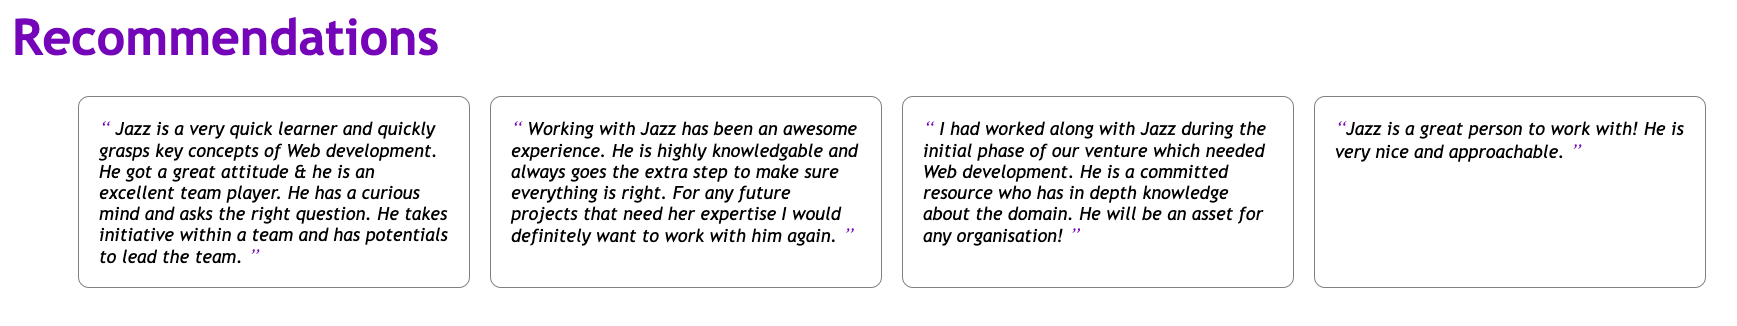 Recommendations
“ Jazz is a very quick learner and quickly
grasps key concepts of Web development.
He got a great attitude & he is an
excellent team player. He has a curious
mind and asks the right question. He takes
initiative within a team and has potentials
to lead the team. ”
“ Working with Jazz has been an awesome
experience. He is highly knowledgable and
always goes the extra step to make sure
everything is right. For any future
projects that need her expertise I would
definitely want to work with him again. ”
“ I had worked along with Jazz during the
initial phase of our venture which needed
Web development. He is a committed
resource who has in depth knowledge
about the domain. He will be an asset for
any organisation! ”
“Jazz is a great person to work with! He is
very nice and approachable. ”